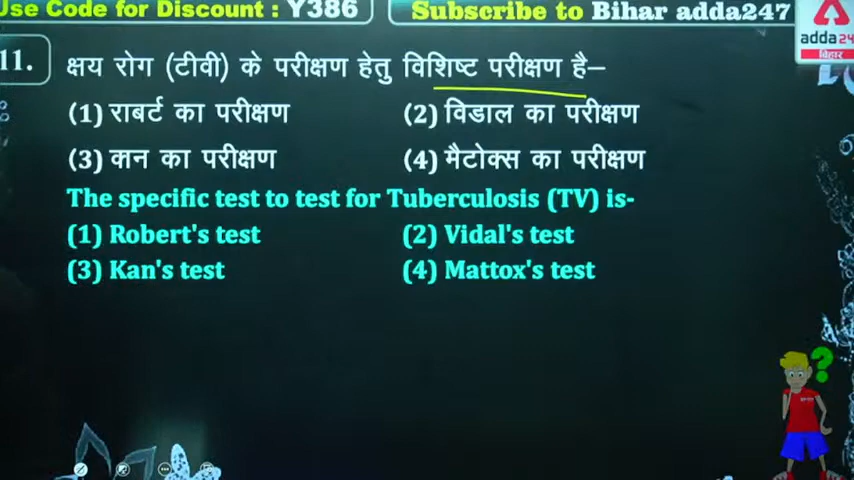 Use Code for Discount : Y386
Subscribe to Bihar adda247
adda24
बिहार
11.
क्षय रोग (टीवी) के परीक्षण हेतु विशिष्ट परीक्षण है–
(1) राबर्ट का परीक्षण (2) विडाल का परीक्षण
(3) कान का परीक्षण (4) मैटोक्स का परीक्षण
The specific test to test for Tuberculosis (TV) is-
(1) Robert's test (2) Vidal's test
(3) Kan's test (4) Mattox's test